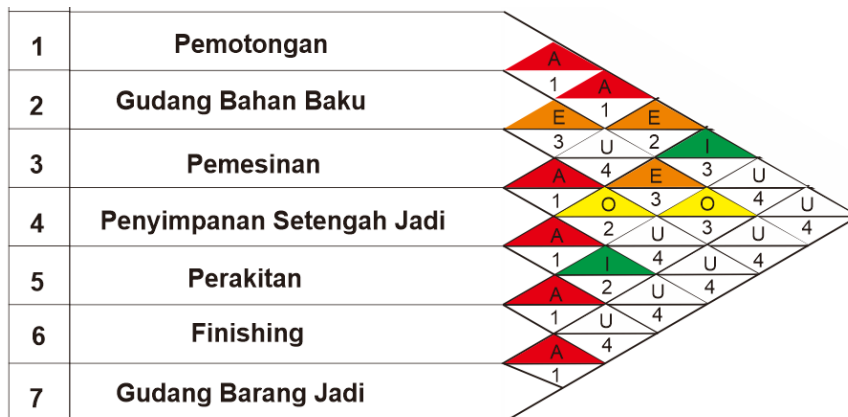 1 Pemotongan
A
1 A
2 Gudang Bahan Baku E 1 E
3 U 2 I
3 Pemesinan A 4 E 3 U
1 O 3 O 4 U
4 Penyimpanan Setengah Jadi A 2 U 3 U 4
1 I 4 U 4
5 Perakitan A 2 U 4
1 U 4
6 Finishing A 4
1
7 Gudang Barang Jadi